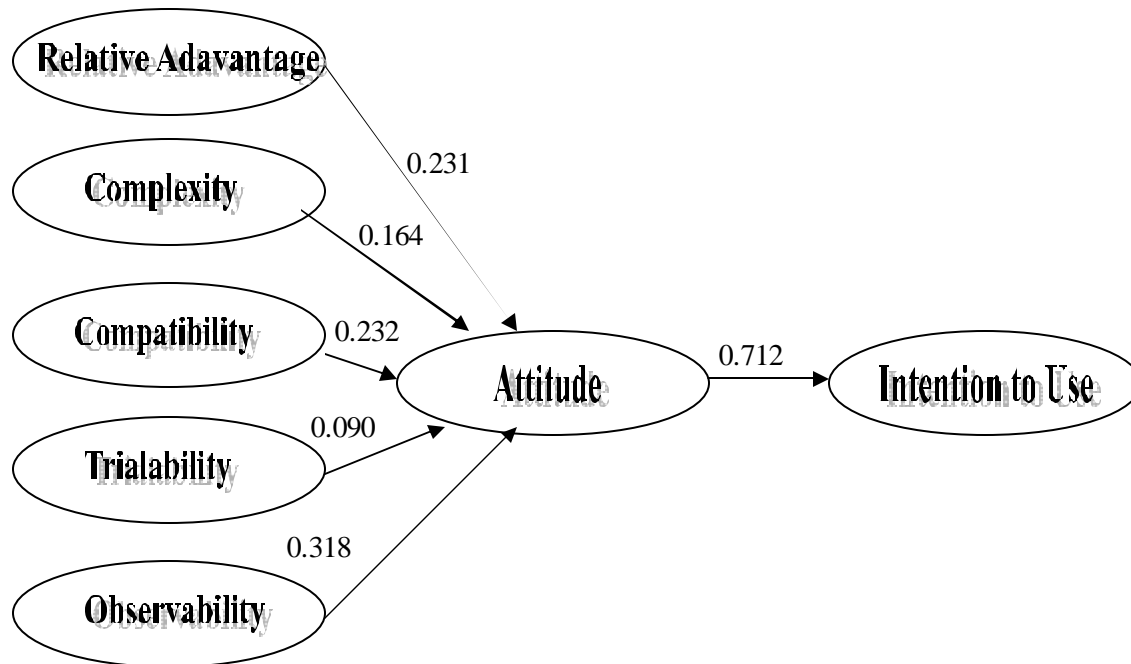 Relative Adavantage
0.231
Complexity
0.164
Compatibility
0.232
Attitude
0.712
Intention to Use
Trialability
0.090
Observability
0.318